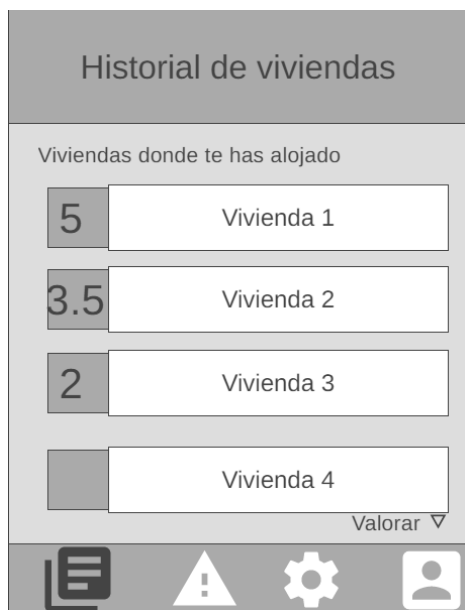 Historial de viviendas
Viviendas donde te has alojado
5 Vivienda 1
3.5 Vivienda 2
2 Vivienda 3
Vivienda 4
Valorar